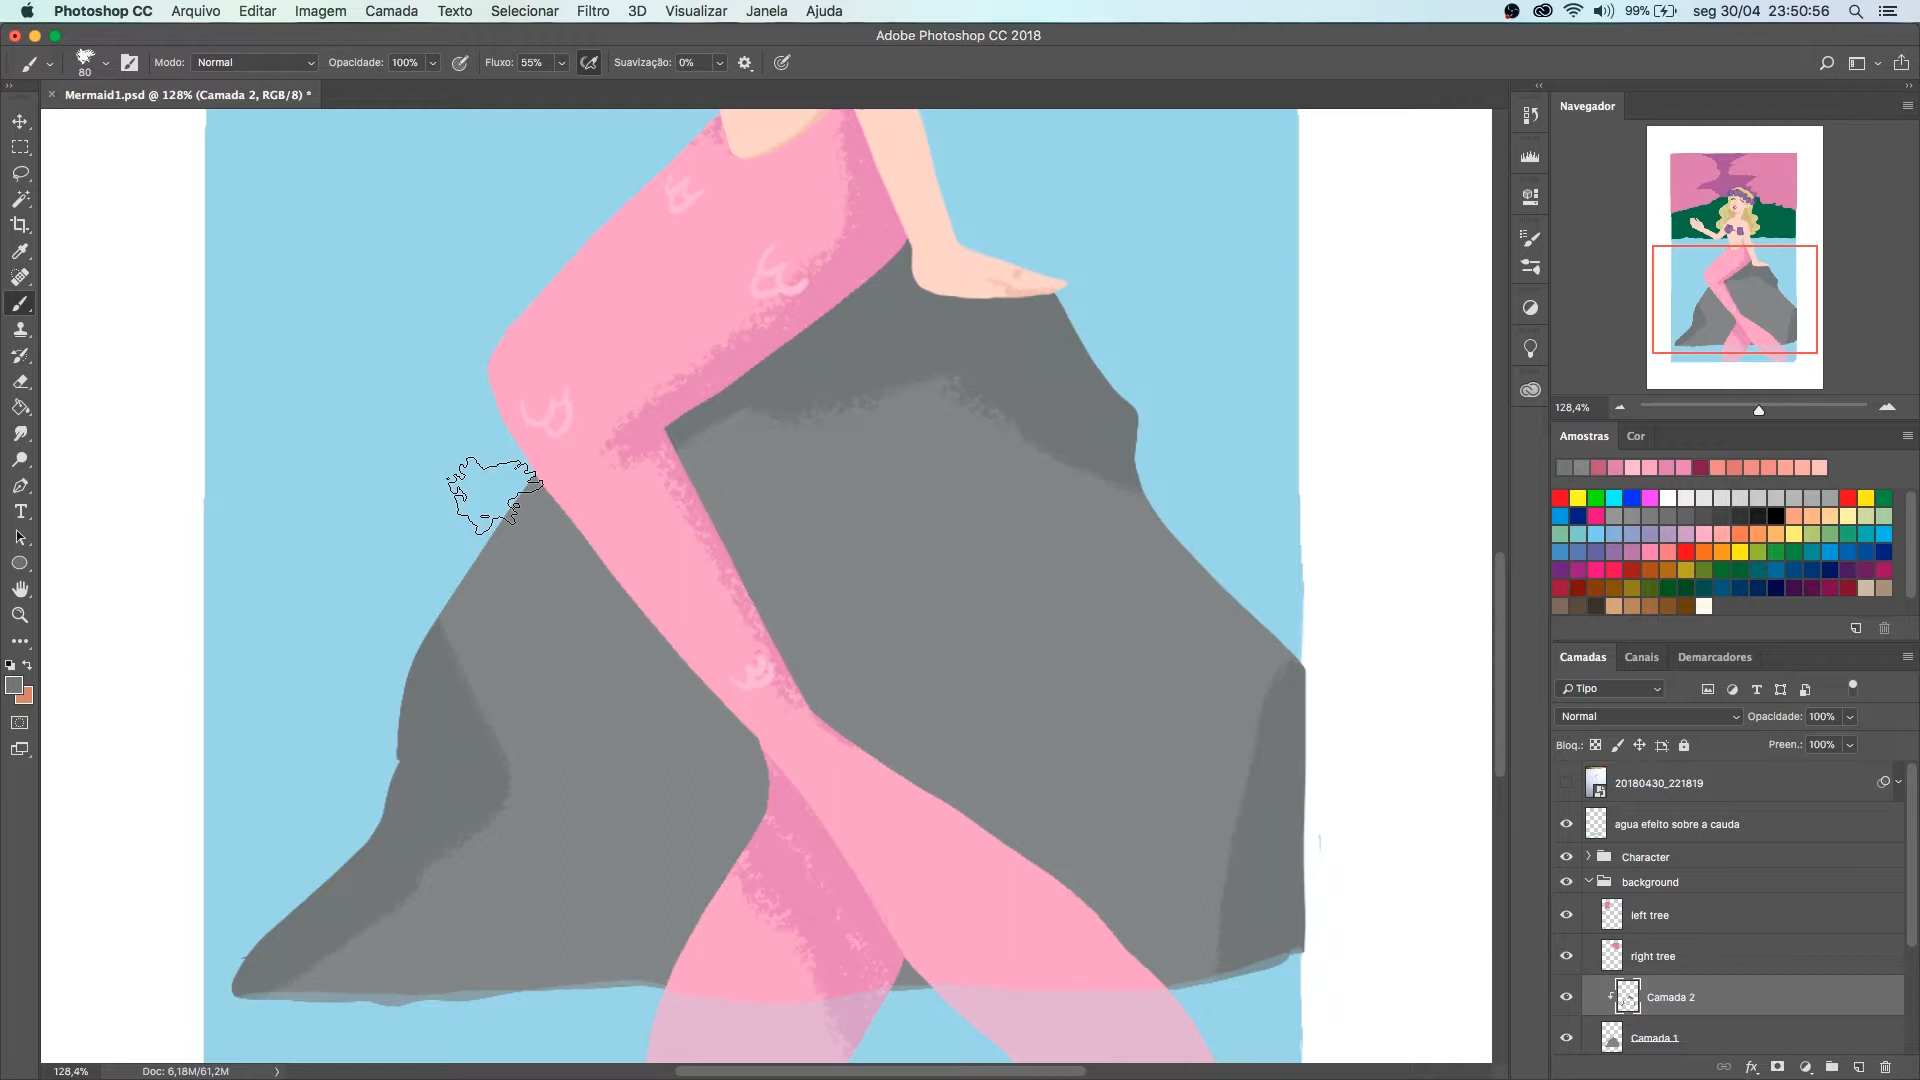 Photoshop CC Arquivo Editar Imagem Camada Texto Selecionar Filtro 3D Visualizar Janela Ajuda 99% seg 30/04 23:50:56
Adobe Photoshop CC 2018
80 Modo: Normal Opacidade: 100% Fluxo: 55% Suavização: 0%
Mermaid1.psd @ 128% (Camada 2, RGB/8) *
Navegador
128,4%
Amostras Cor
Camadas Canais Demarcadores
Tipo
Normal Opacidade: 100%
Bloq.: Preen.: 100%
20180430_221819
agua efeito sobre a cauda
Character
background
left tree
right tree
Camada 2
Camada 1
128,4% Doc: 6,18M/61,2M